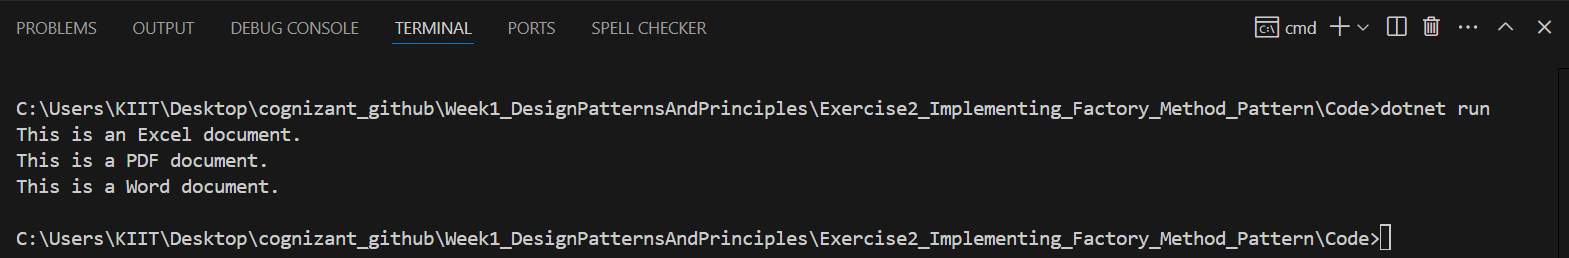 PROBLEMS OUTPUT DEBUG CONSOLE TERMINAL PORTS SPELL CHECKER C:\ cmd
C:\Users\KIIT\Desktop\cognizant_github\Week1_DesignPatternsAndPrinciples\Exercise2_Implementing_Factory_Method_Pattern\Code>dotnet run
This is an Excel document.
This is a PDF document.
This is a Word document.
C:\Users\KIIT\Desktop\cognizant_github\Week1_DesignPatternsAndPrinciples\Exercise2_Implementing_Factory_Method_Pattern\Code>